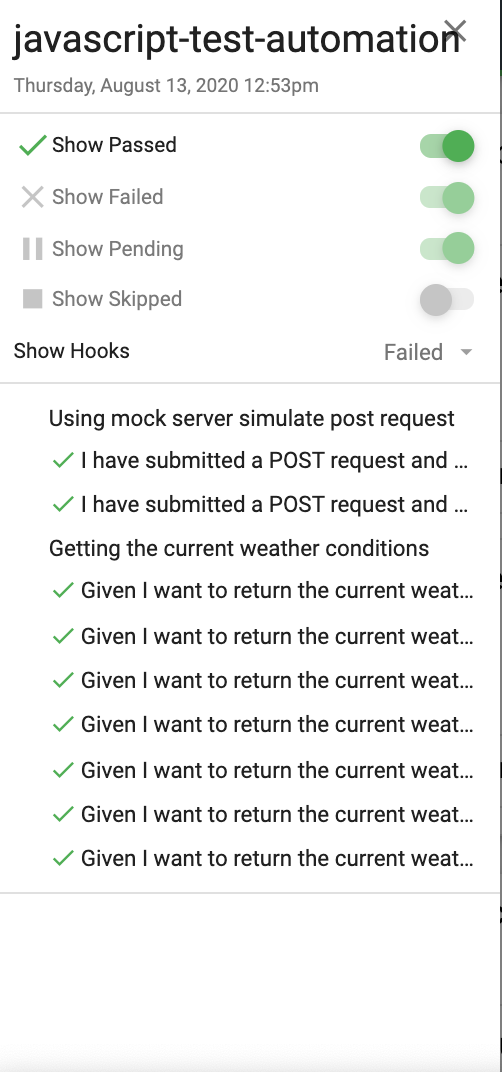 javascript-test-automation
Thursday, August 13, 2020 12:53pm
Show Passed
Show Failed
Show Pending
Show Skipped
Show Hooks Failed
Using mock server simulate post request
I have submitted a POST request and ...
I have submitted a POST request and ...
Getting the current weather conditions
Given I want to return the current weat...
Given I want to return the current weat...
Given I want to return the current weat...
Given I want to return the current weat...
Given I want to return the current weat...
Given I want to return the current weat...
Given I want to return the current weat...